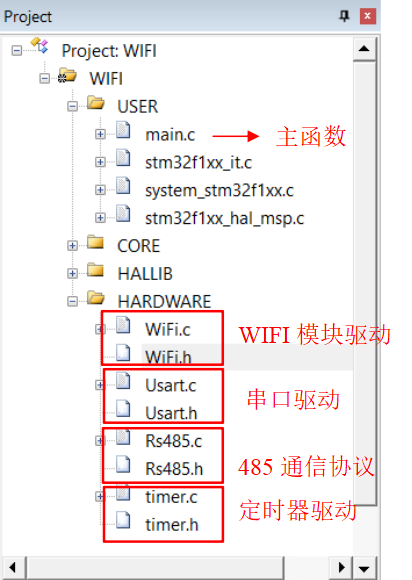 Project
Project: WIFI
WIFI
USER
main.c 主函数
stm32f1xx_it.c
system_stm32f1xx.c
stm32f1xx_hal_msp.c
CORE
HALLIB
HARDWARE
WiFi.c
WIFI 模块驱动
WiFi.h
Usart.c
串口驱动
Usart.h
Rs485.c
Rs485.h 485 通信协议
timer.c
定时器驱动
timer.h